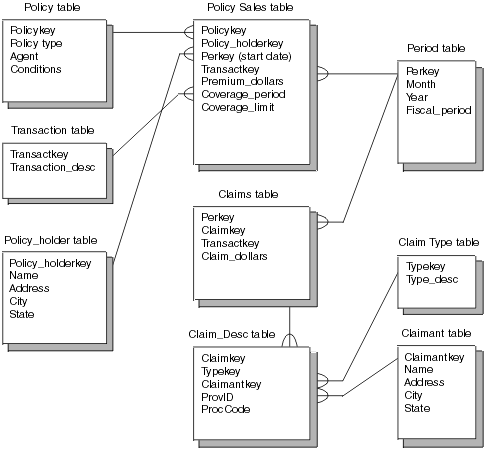 Policy table
Policykey
Policy type
Agent
Conditions
Policy Sales table
Policykey
Policy_holderkey
Perkey (start date)
Transactkey
Premium_dollars
Coverage_period
Coverage_limit
Period table
Perkey
Month
Year
Fiscal_period
Transaction table
Transactkey
Transaction_desc
Claims table
Perkey
Claimkey
Transactkey
Claim_dollars
Policy_holder table
Policy_holderkey
Name
Address
City
State
Claim Type table
Typekey
Type_desc
Claim_Desc table
Claimkey
Typekey
Claimantkey
ProvID
ProcCode
Claimant table
Claimantkey
Name
Address
City
State